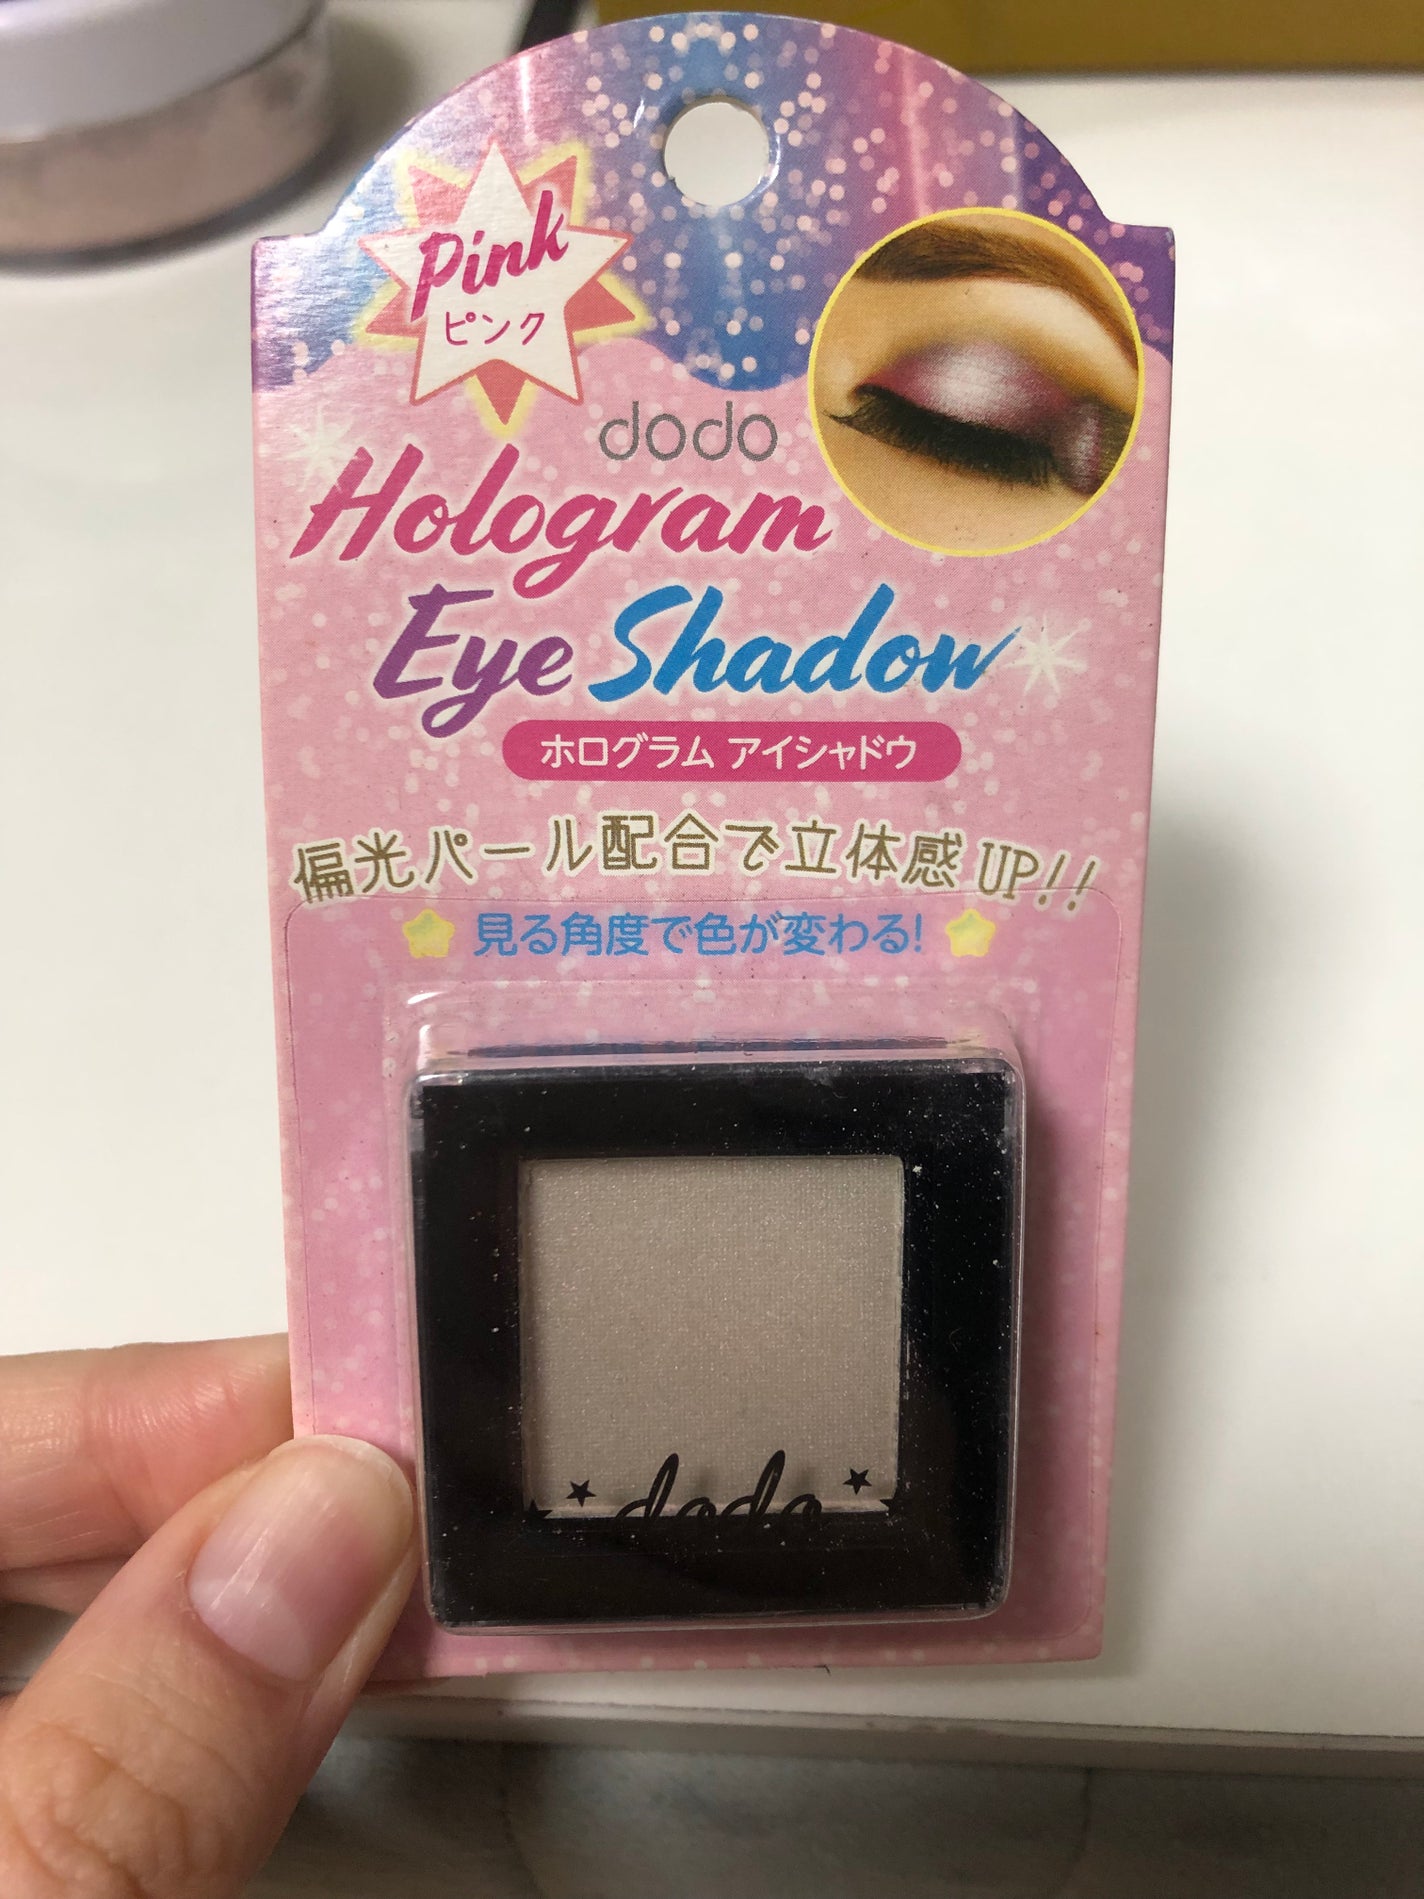 Pink
ピンク
dodo
Hologram
Eye Shadow
ホログラム アイシャドウ
偏光パール配合で立体感UP!!
見る角度で色が変わる!
dodo